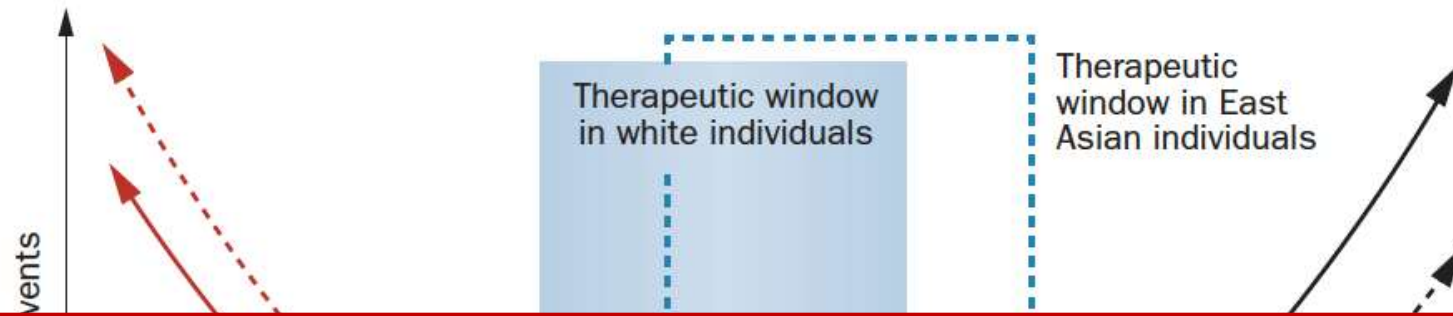 Therapeutic window
in white individuals
Therapeutic
window in East
Asian individuals